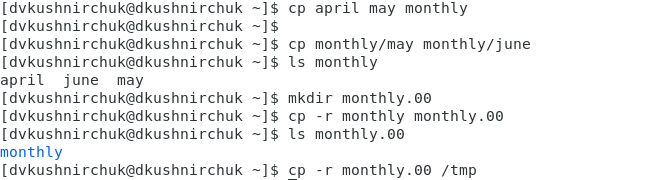 [dvkushnirchuk@dkushnirchuk ~]$ cp april may monthly
[dvkushnirchuk@dkushnirchuk ~]$
[dvkushnirchuk@dkushnirchuk ~]$ cp monthly/may monthly/june
[dvkushnirchuk@dkushnirchuk ~]$ ls monthly
april  june  may
[dvkushnirchuk@dkushnirchuk ~]$ mkdir monthly.00
[dvkushnirchuk@dkushnirchuk ~]$ cp -r monthly monthly.00
[dvkushnirchuk@dkushnirchuk ~]$ ls monthly.00
monthly
[dvkushnirchuk@dkushnirchuk ~]$ cp -r monthly.00 /tmp